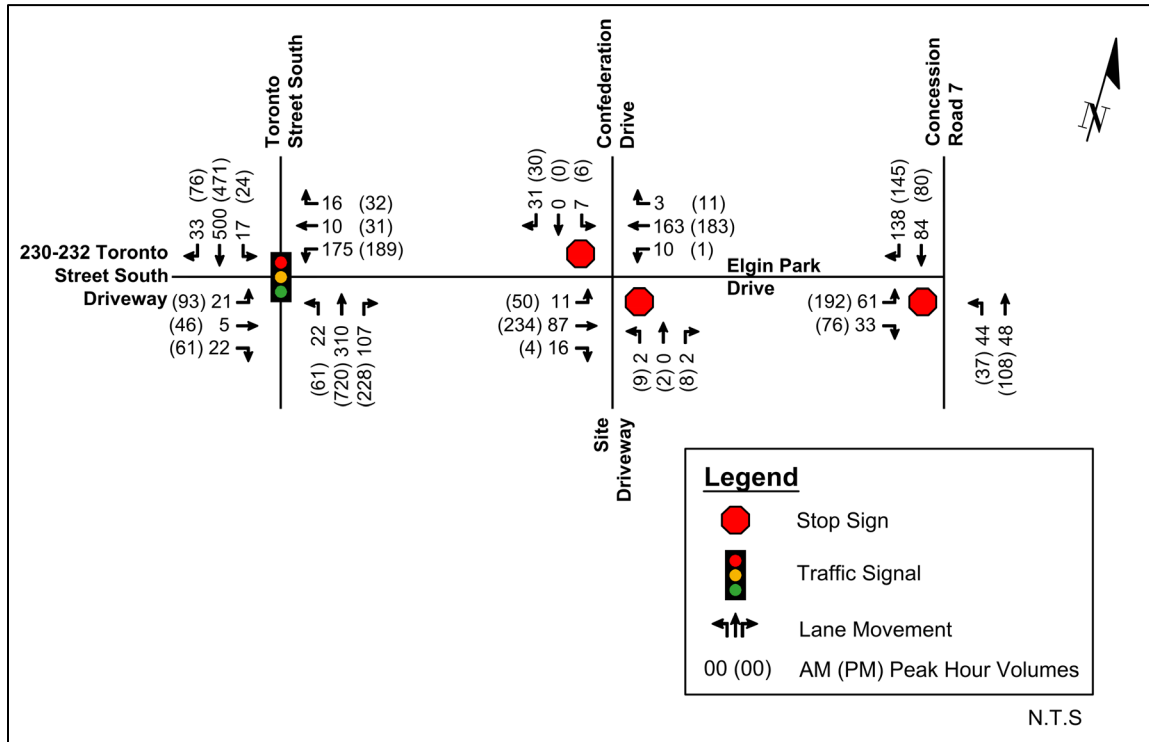 Toronto
Street South
Confederation
Drive
Concession
Road 7
N
33 (76)
500 (471)
17 (24)
16 (32)
10 (31)
175 (189)
31 (30)
0 (0)
7 (6)
3 (11)
163 (183)
10 (1)
138 (145)
84 (80)
230-232 Toronto
Street South
Driveway
Elgin Park
Drive
(93) 21
(46) 5
(61) 22
(61) 22
(720) 310
(228) 107
(50) 11
(234) 87
(4) 16
(9) 2
(2) 0
(8) 2
(192) 61
(76) 33
(37) 44
(108) 48
Site
Driveway
Legend
Stop Sign
Traffic Signal
Lane Movement
00 (00) AM (PM) Peak Hour Volumes
N.T.S